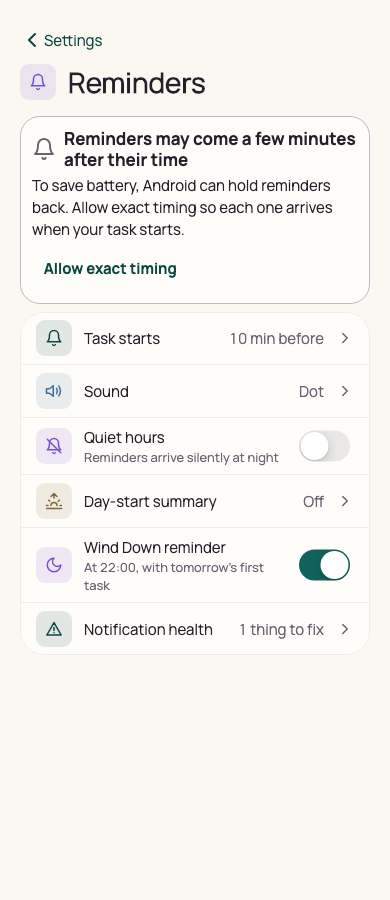 Settings
Reminders
Reminders may come a few minutes
after their time
To save battery, Android can hold reminders
back. Allow exact timing so each one arrives
when your task starts.
Allow exact timing
Task starts 10 min before
Sound Dot
Quiet hours
Reminders arrive silently at night
Day-start summary Off
Wind Down reminder
At 22:00, with tomorrow's first
task
Notification health 1 thing to fix